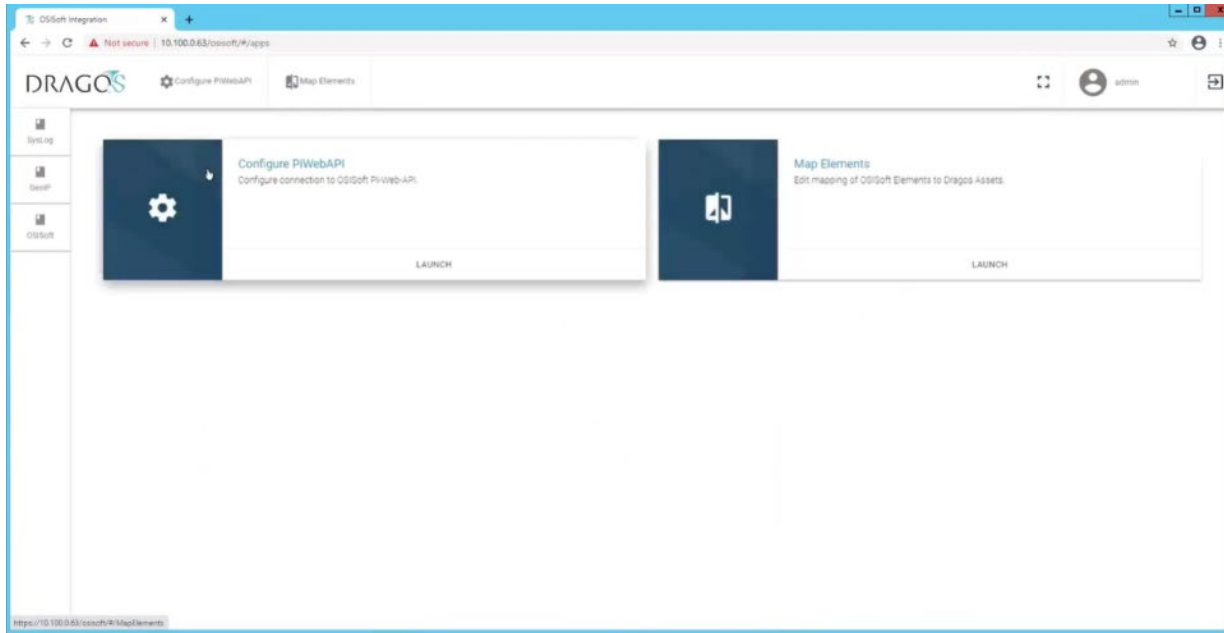 OSISoft Integration
Not secure | 10.100.0.63/osisoft/#/apps
DRAGOS
Configure PiWebAPI
Map Elements
admin
SysLog
GeoIP
OSISoft
Configure PiWebAPI
Configure connection to OSISoft Pi-Web-API.
LAUNCH
Map Elements
Edit mapping of OSISoft Elements to Dragos Assets.
LAUNCH
https://10.100.0.63/osisoft/#/MapElements